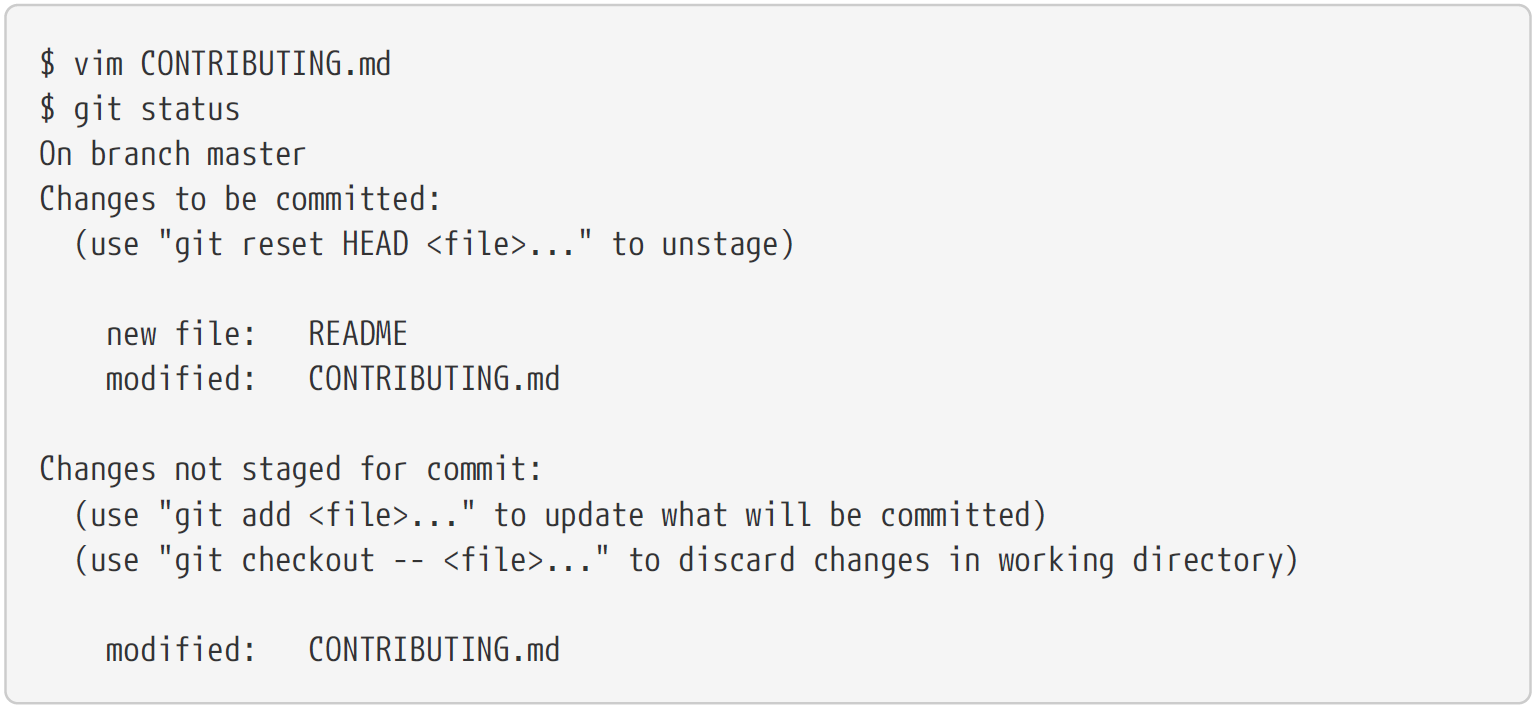 $ vim CONTRIBUTING.md
$ git status
On branch master
Changes to be committed:
  (use "git reset HEAD <file>..." to unstage)

    new file:   README
    modified:   CONTRIBUTING.md

Changes not staged for commit:
  (use "git add <file>..." to update what will be committed)
  (use "git checkout -- <file>..." to discard changes in working directory)

    modified:   CONTRIBUTING.md